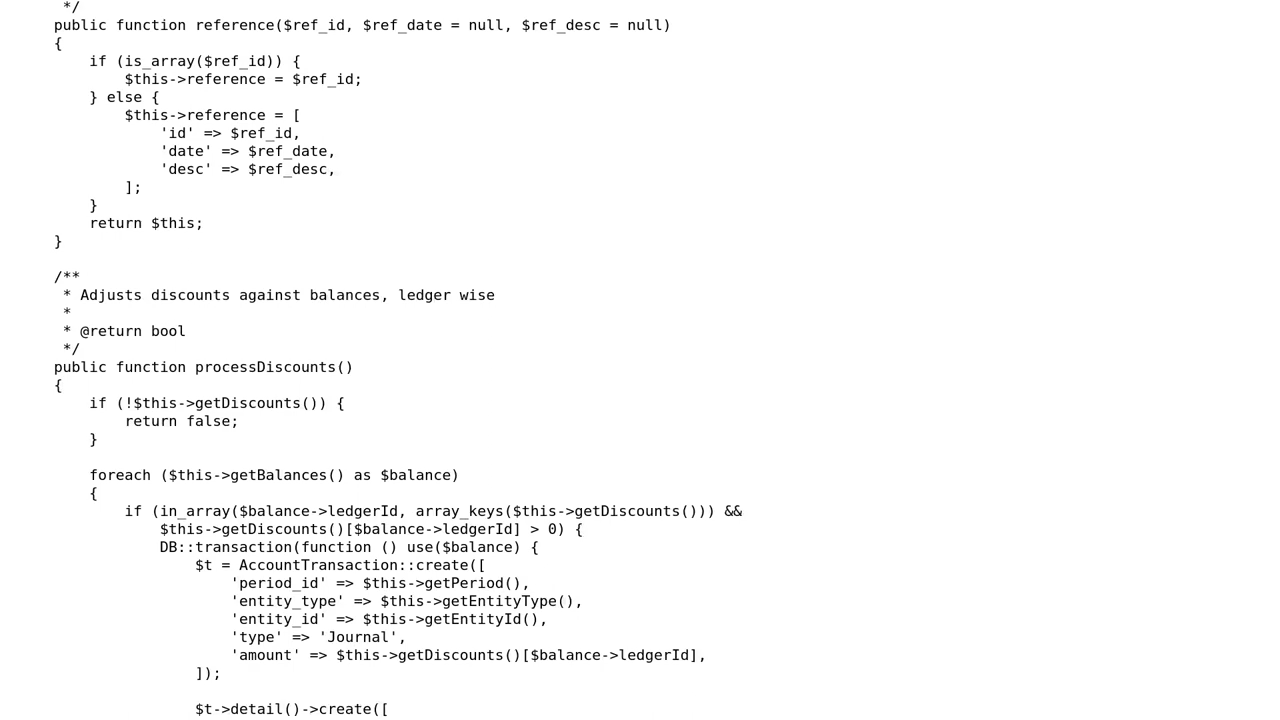 */
    public function reference($ref_id, $ref_date = null, $ref_desc = null)
    {
        if (is_array($ref_id)) {
            $this->reference = $ref_id;
        } else {
            $this->reference = [
                'id' => $ref_id,
                'date' => $ref_date,
                'desc' => $ref_desc,
            ];
        }
        return $this;
    }

    /**
     * Adjusts discounts against balances, ledger wise
     *
     * @return bool
     */
    public function processDiscounts()
    {
        if (!$this->getDiscounts()) {
            return false;
        }

        foreach ($this->getBalances() as $balance)
        {
            if (in_array($balance->ledgerId, array_keys($this->getDiscounts())) &&
                $this->getDiscounts()[$balance->ledgerId] > 0) {
                DB::transaction(function () use($balance) {
                    $t = AccountTransaction::create([
                        'period_id' => $this->getPeriod(),
                        'entity_type' => $this->getEntityType(),
                        'entity_id' => $this->getEntityId(),
                        'type' => 'Journal',
                        'amount' => $this->getDiscounts()[$balance->ledgerId],
                    ]);

                    $t->detail()->create([